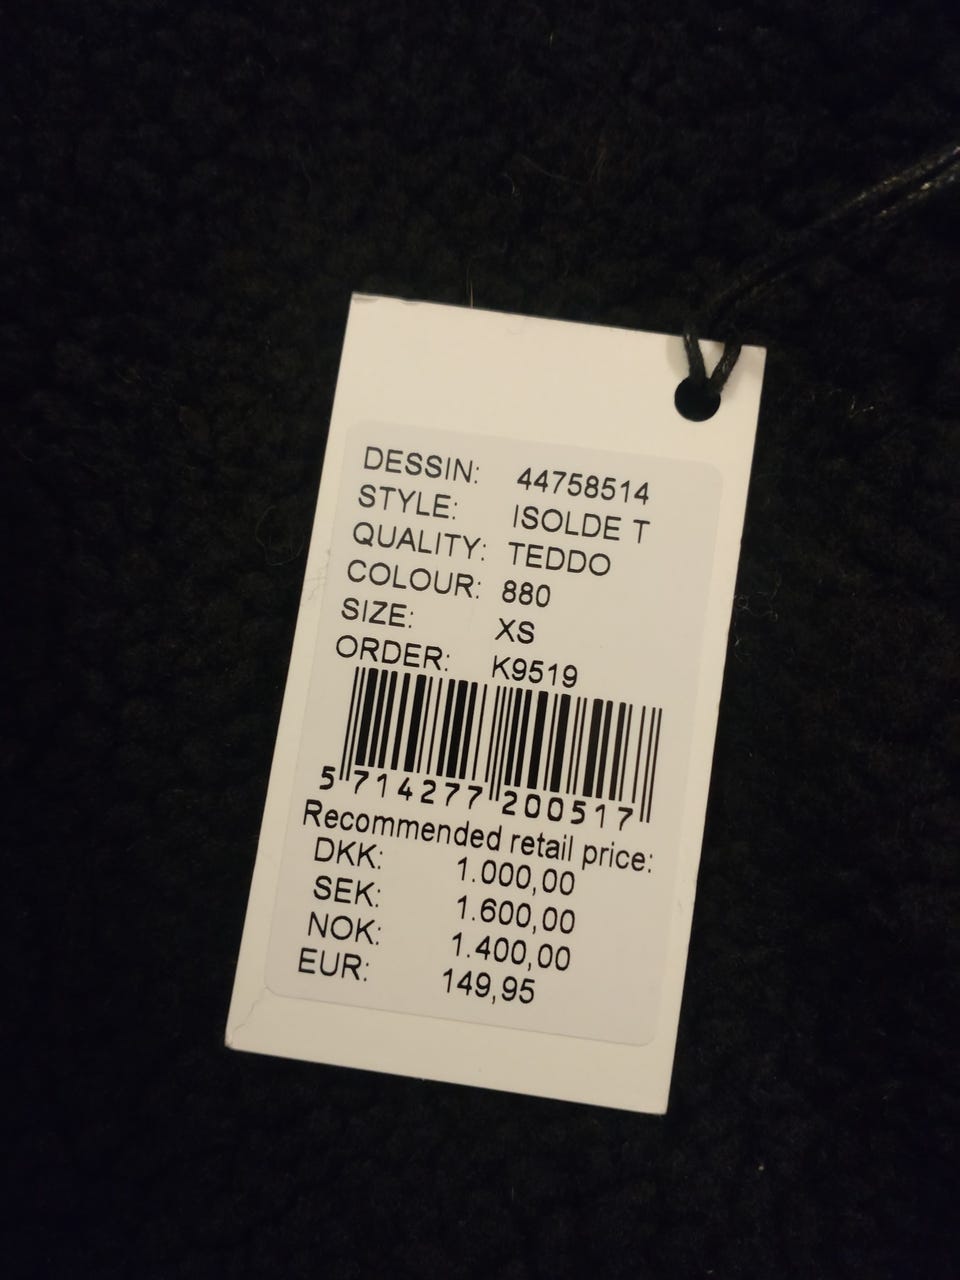 DESSIN: 44758514
STYLE: ISOLDE T
QUALITY: TEDDO
COLOUR: 880
SIZE: XS
ORDER: K9519
5 714277 200517
Recommended retail price:
DKK: 1.000,00
SEK: 1.600,00
NOK: 1.400,00
EUR: 149,95